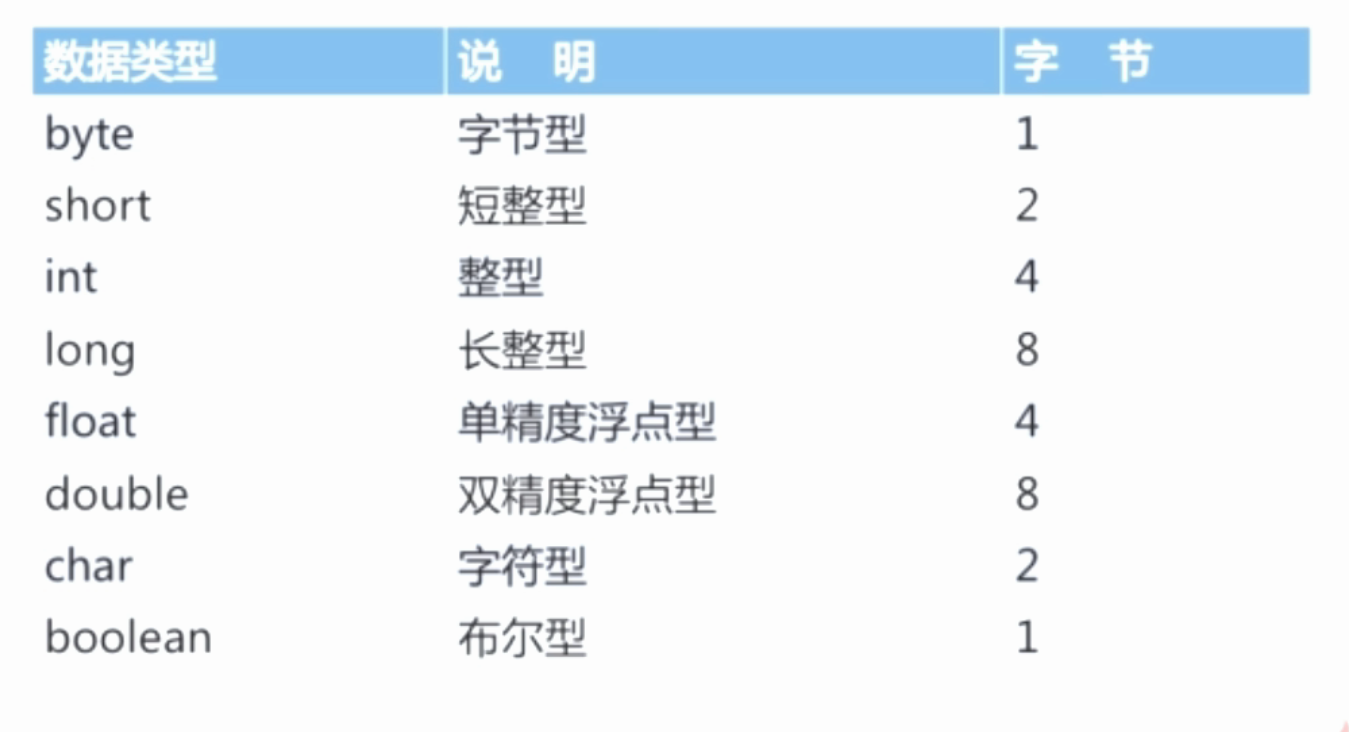 数据类型 说 明 字 节
byte 字节型 1
short 短整型 2
int 整型 4
long 长整型 8
float 单精度浮点型 4
double 双精度浮点型 8
char 字符型 2
boolean 布尔型 1